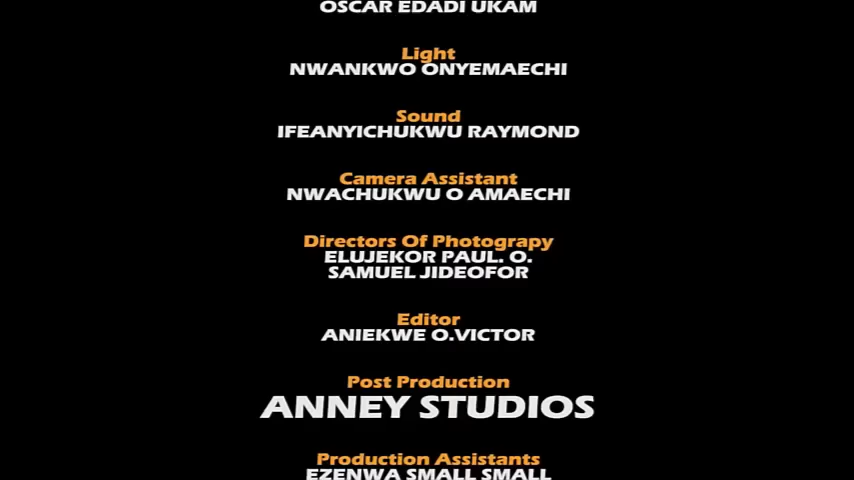 OSCAR EDADI UKAM
Light
NWANKWO ONYEMAECHI
Sound
IFEANYICHUKWU RAYMOND
Camera Assistant
NWACHUKWU O AMAECHI
Directors Of Photograpy
ELUJEKOR PAUL. O.
SAMUEL JIDEOFOR
Editor
ANIEKWE O.VICTOR
Post Production
ANNEY STUDIOS
Production Assistants
EZENWA SMALL SMALL